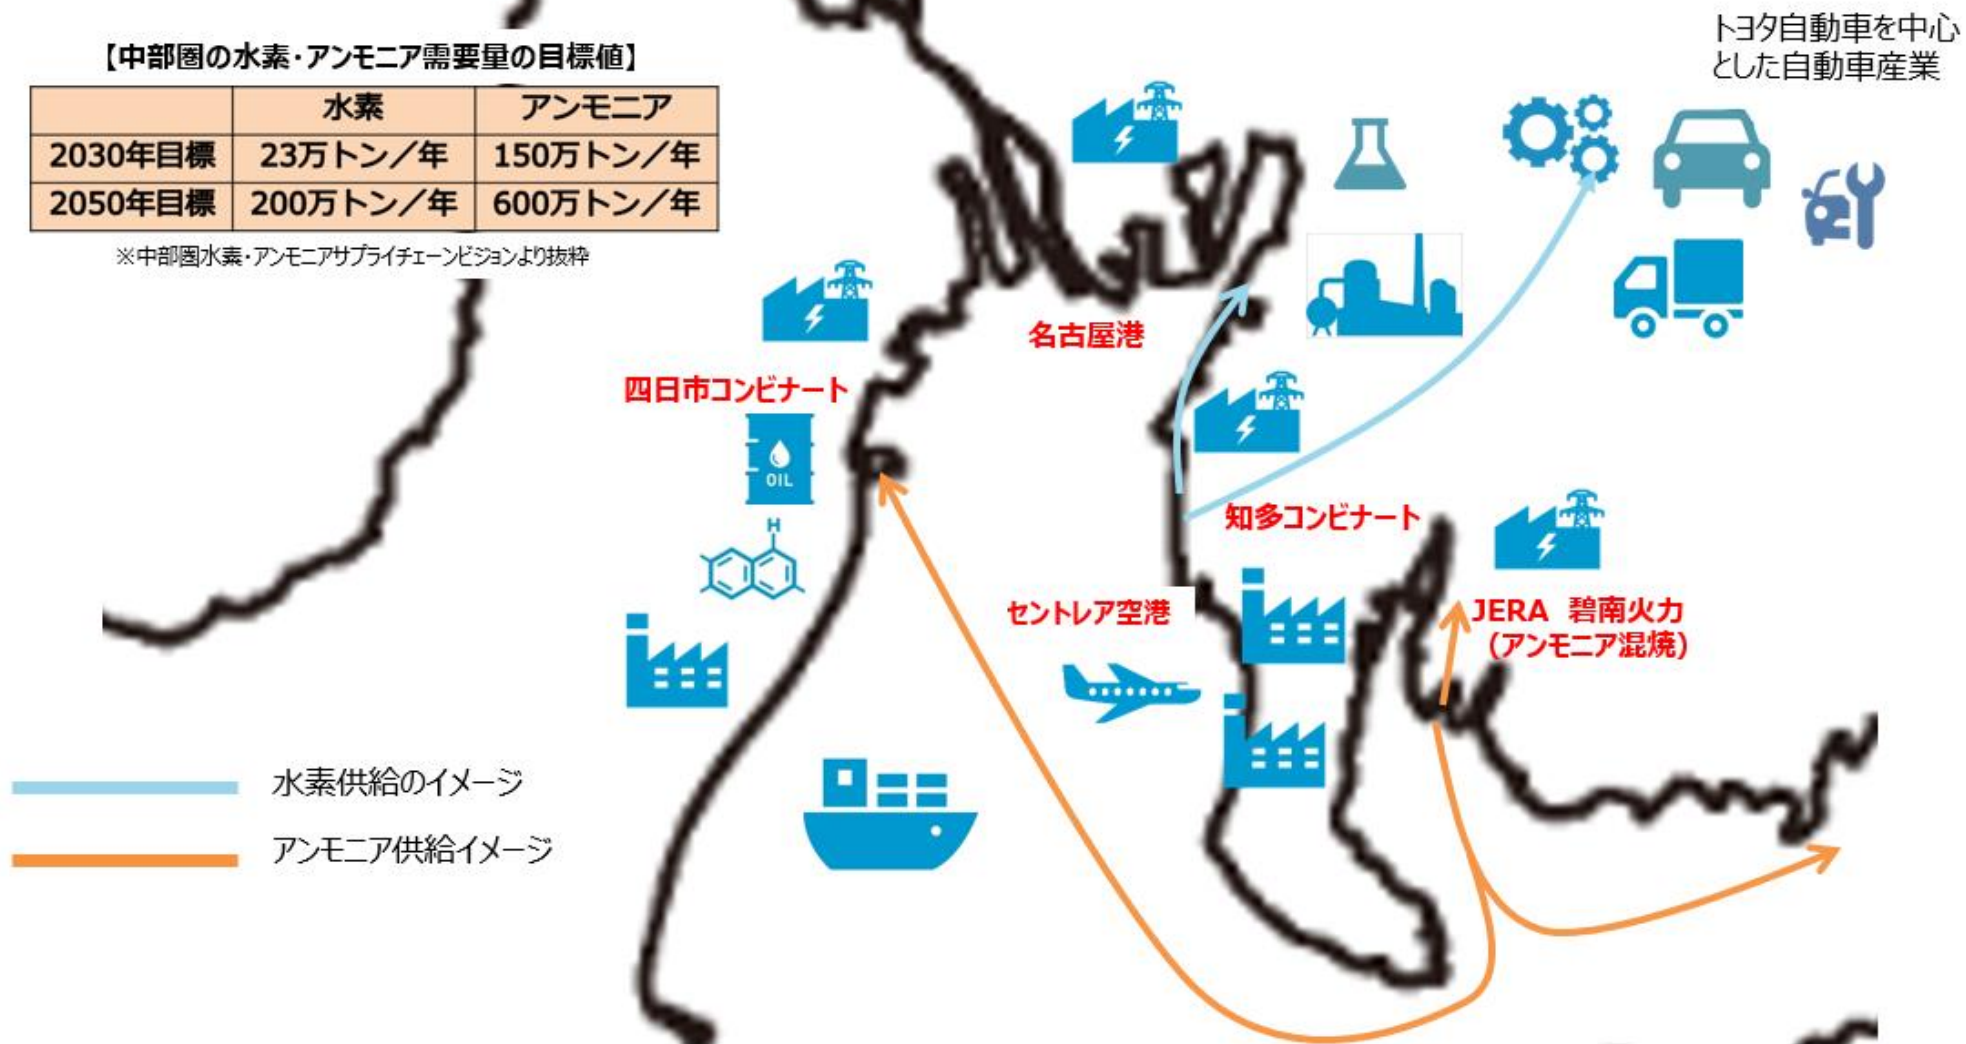 【中部圏の水素・アンモニア需要量の目標値】
水素 アンモニア
2030年目標 23万トン／年 150万トン／年
2050年目標 200万トン／年 600万トン／年
※中部圏水素・アンモニアサプライチェーンビジョンより抜粋
トヨタ自動車を中心
とした自動車産業
名古屋港
四日市コンビナート
OIL
H
知多コンビナート
セントレア空港
JERA 碧南火力
（アンモニア混焼）
水素供給のイメージ
アンモニア供給イメージ